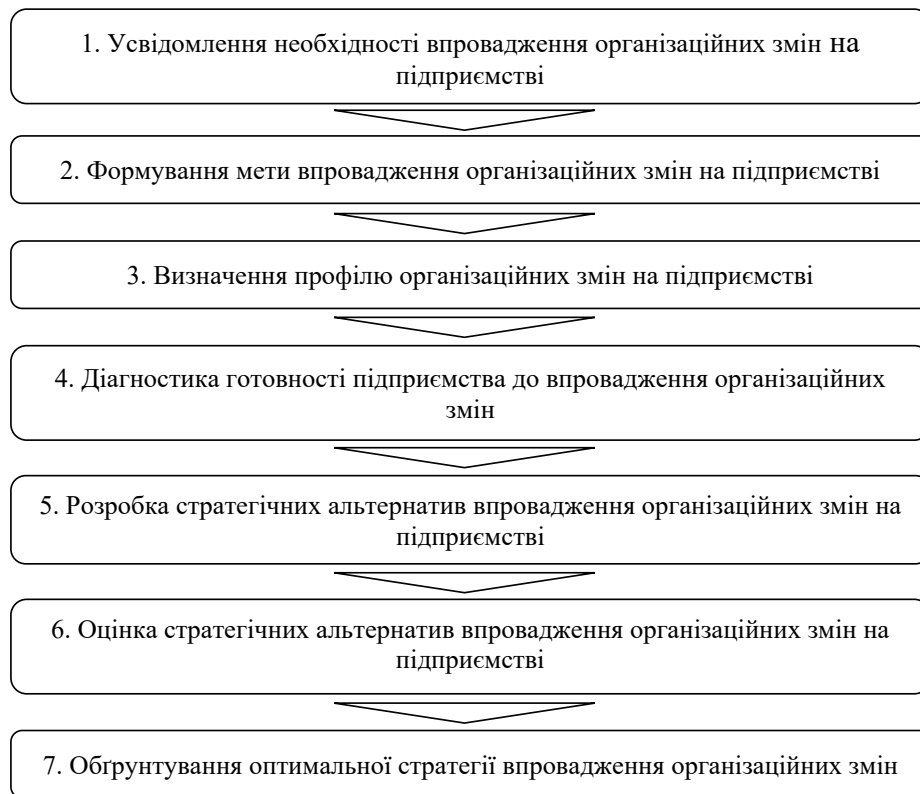 1. Усвідомлення необхідності впровадження організаційних змін на
підприємстві
2. Формування мети впровадження організаційних змін на підприємстві
3. Визначення профілю організаційних змін на підприємстві
4. Діагностика готовності підприємства до впровадження організаційних
змін
5. Розробка стратегічних альтернатив впровадження організаційних змін на
підприємстві
6. Оцінка стратегічних альтернатив впровадження організаційних змін на
підприємстві
7. Обґрунтування оптимальної стратегії впровадження організаційних змін